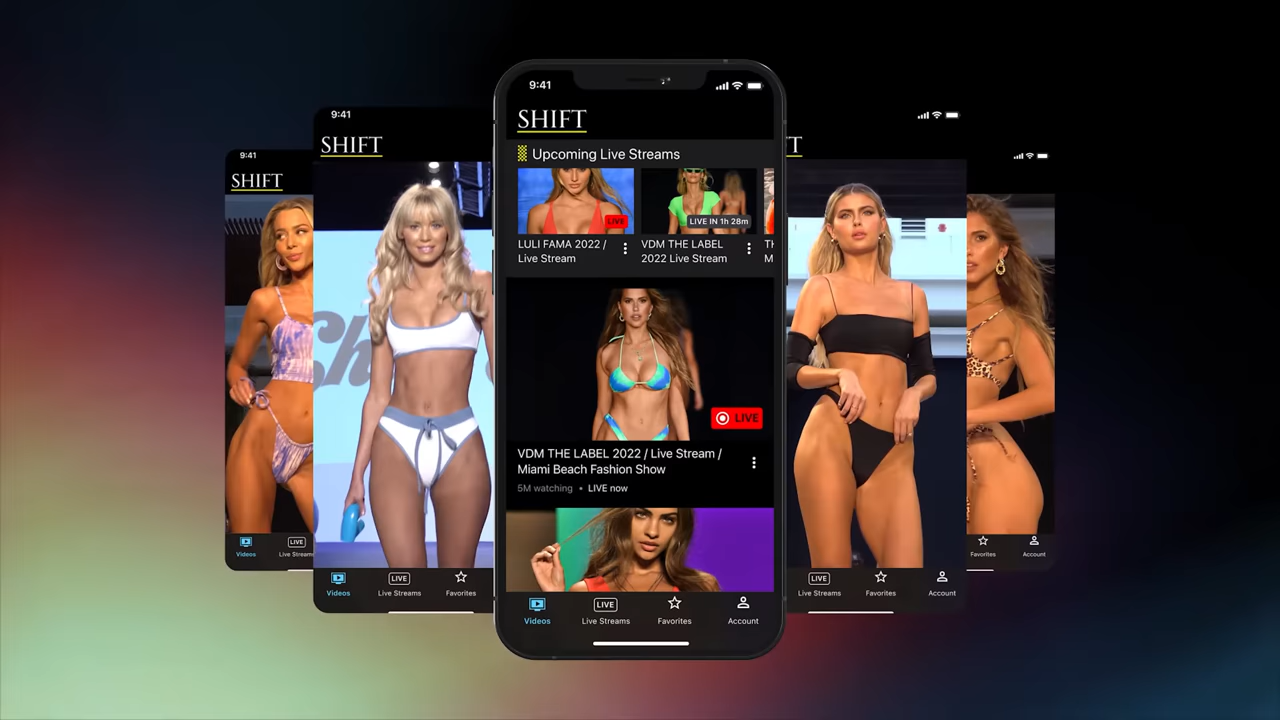 9:41
SHIFT
Upcoming Live Streams
LIVE
LIVE IN 1h 28m
LULI FAMA 2022 /
Live Stream
VDM THE LABEL
2022 Live Stream
LIVE
VDM THE LABEL 2022 / Live Stream /
Miami Beach Fashion Show
5M watching • LIVE now
Videos
LIVE
Live Streams
Favorites
Account
9:41
SHIFT
Videos
LIVE
Live Streams
Favorites
9:41
SHIFT
Videos
LIVE
LIVE
Live Streams
Favorites
Account
Favorites
Account